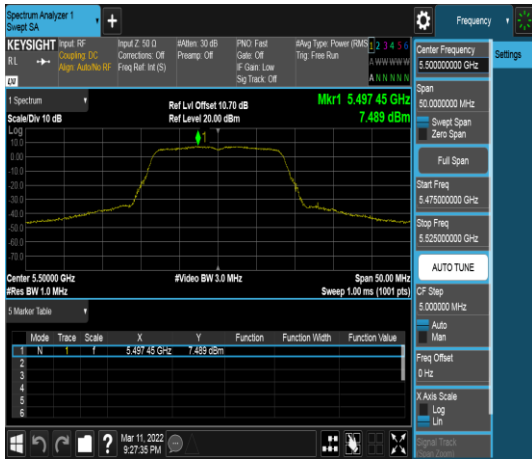 Spectrum Analyzer 1
Swept SA
+
Frequency
KEYSIGHT
RL
LXI
Input: RF
Coupling: DC
Align: Auto/No RF
Input Z: 50 Ω
Corrections: Off
Freq Ref: Int (S)
#Atten: 30 dB
Preamp: Off
PNO: Fast
Gate: Off
IF Gain: Low
Sig Track: Off
#Avg Type: Power (RMS
Trig: Free Run
1 2 3 4 5 6
A W W W W W
A N N N N N
Center Frequency
5.500000000 GHz
Settings
Span
50.0000000 MHz
Swept Span
Zero Span
Full Span
Start Freq
5.475000000 GHz
Stop Freq
5.525000000 GHz
AUTO TUNE
CF Step
5.000000 MHz
Auto
Man
Freq Offset
0 Hz
X Axis Scale
Log
Lin
Signal Track
(Span Zoom)
1 Spectrum
Scale/Div 10 dB
Ref Lvl Offset 10.70 dB
Ref Level 20.00 dBm
Mkr1 5.497 45 GHz
7.489 dBm
Log
1
10.0
0.00
-10.0
-20.0
-30.0
-40.0
-50.0
-60.0
-70.0
Center 5.50000 GHz
#Res BW 1.0 MHz
#Video BW 3.0 MHz
Span 50.00 MHz
Sweep 1.00 ms (1001 pts)
5 Marker Table
Mode Trace Scale X Y Function Function Width Function Value
1 N 1 f 5.497 45 GHz 7.489 dBm
2
3
4
5
6
?
Mar 11, 2022
9:27:35 PM